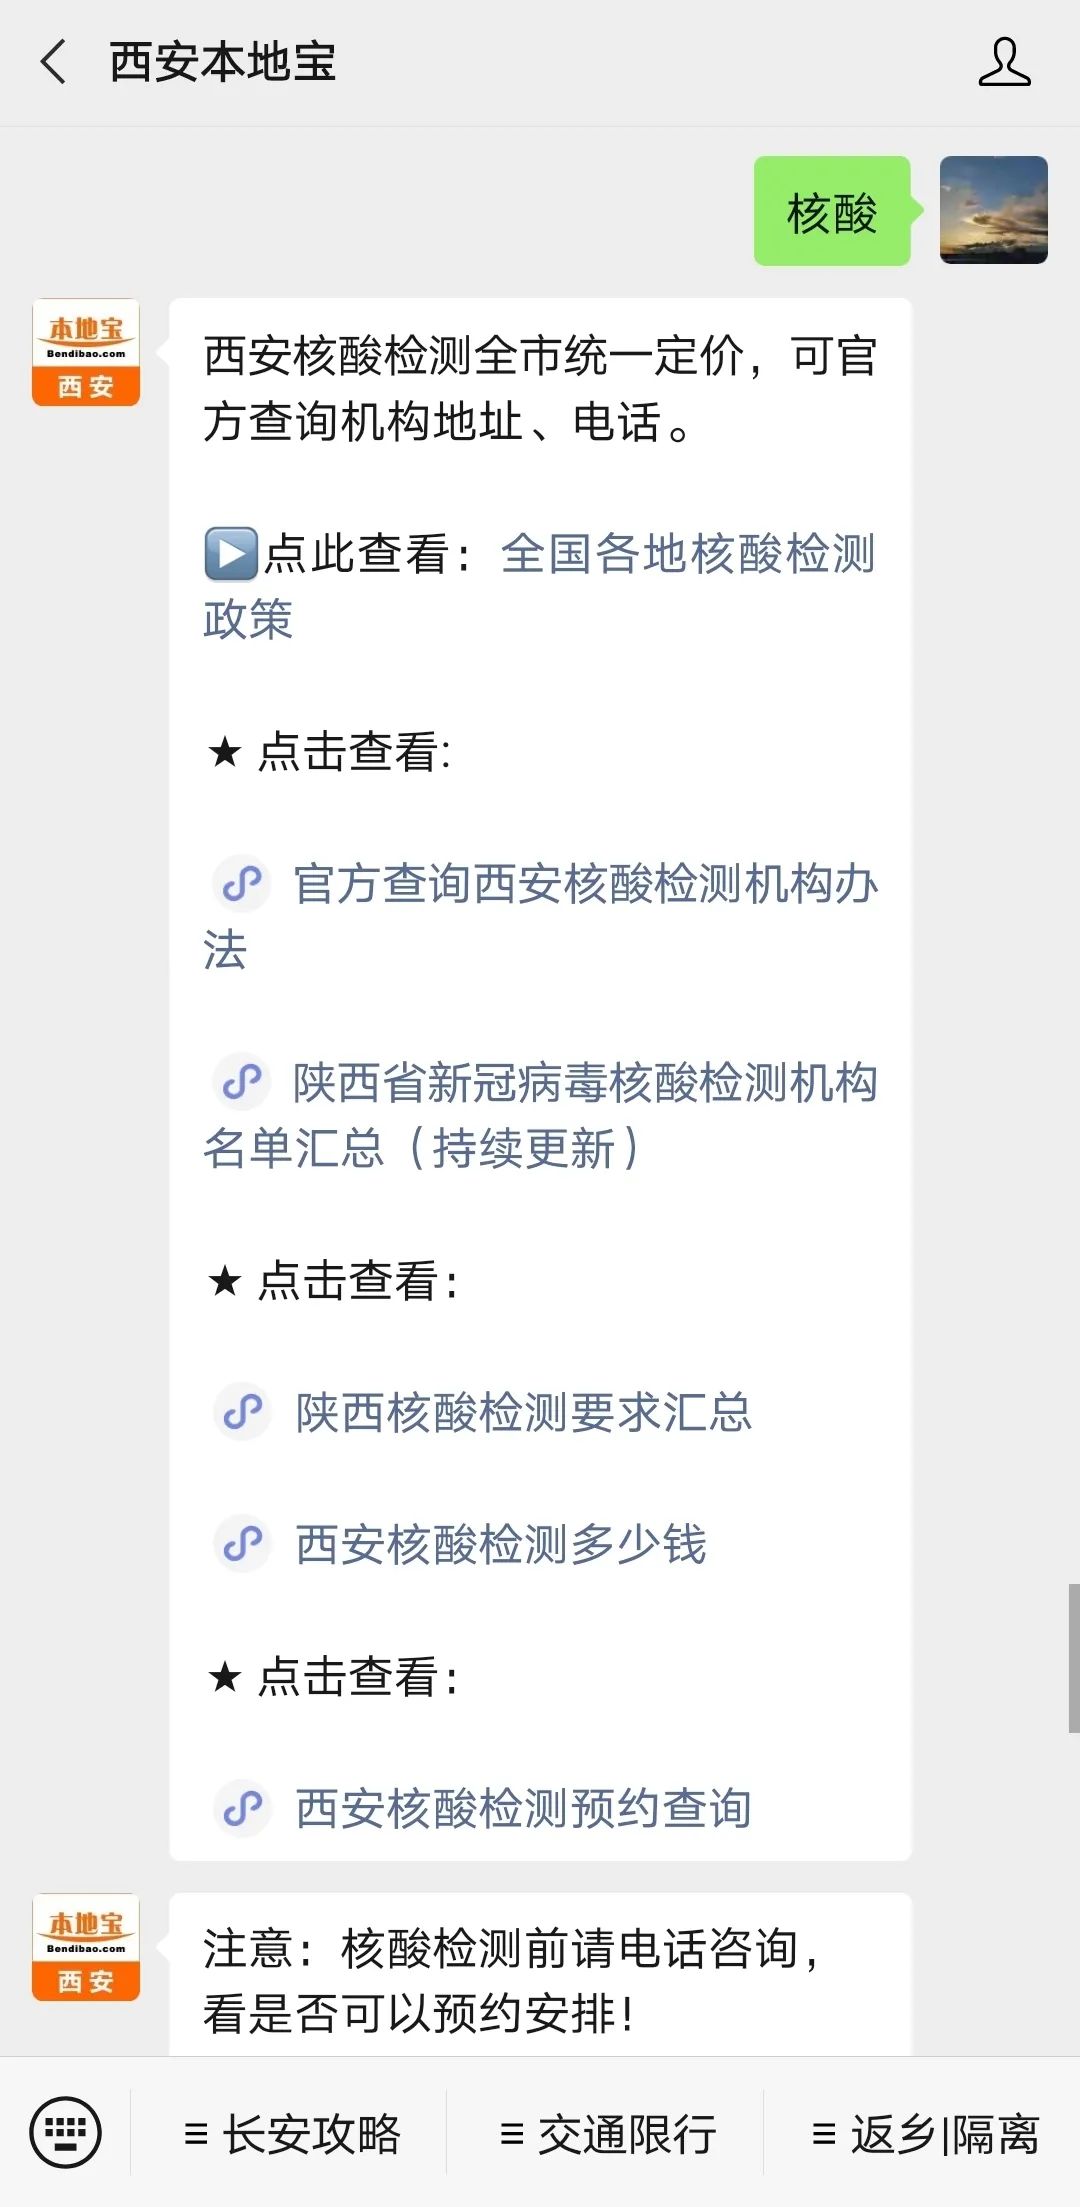 西安本地宝
核酸
本地宝
Bendibao.com
西安
西安核酸检测全市统一定价，可官
方查询机构地址、电话。
▶点此查看：全国各地核酸检测
政策
★ 点击查看:
官方查询西安核酸检测机构办
法
陕西省新冠病毒核酸检测机构
名单汇总（持续更新）
★ 点击查看：
陕西核酸检测要求汇总
西安核酸检测多少钱
★ 点击查看：
西安核酸检测预约查询
本地宝
Bendibao.com
西安
注意：核酸检测前请电话咨询，
看是否可以预约安排！
≡ 长安攻略
≡ 交通限行
≡ 返乡|隔离